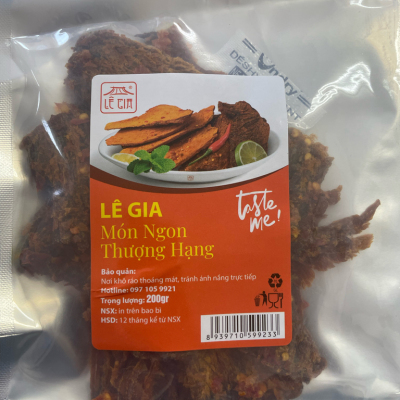 LÊ GIA
LÊ GIA
Món Ngon
Thượng Hạng
taste
me!
Bảo quản:
Nơi khô ráo thoáng mát, tránh ánh nắng trực tiếp
Hotline: 097 105 9921
Trọng lượng: 200gr
NSX: in trên bao bì
HSD: 12 tháng kể từ NSX
8 939710 599233
ndry